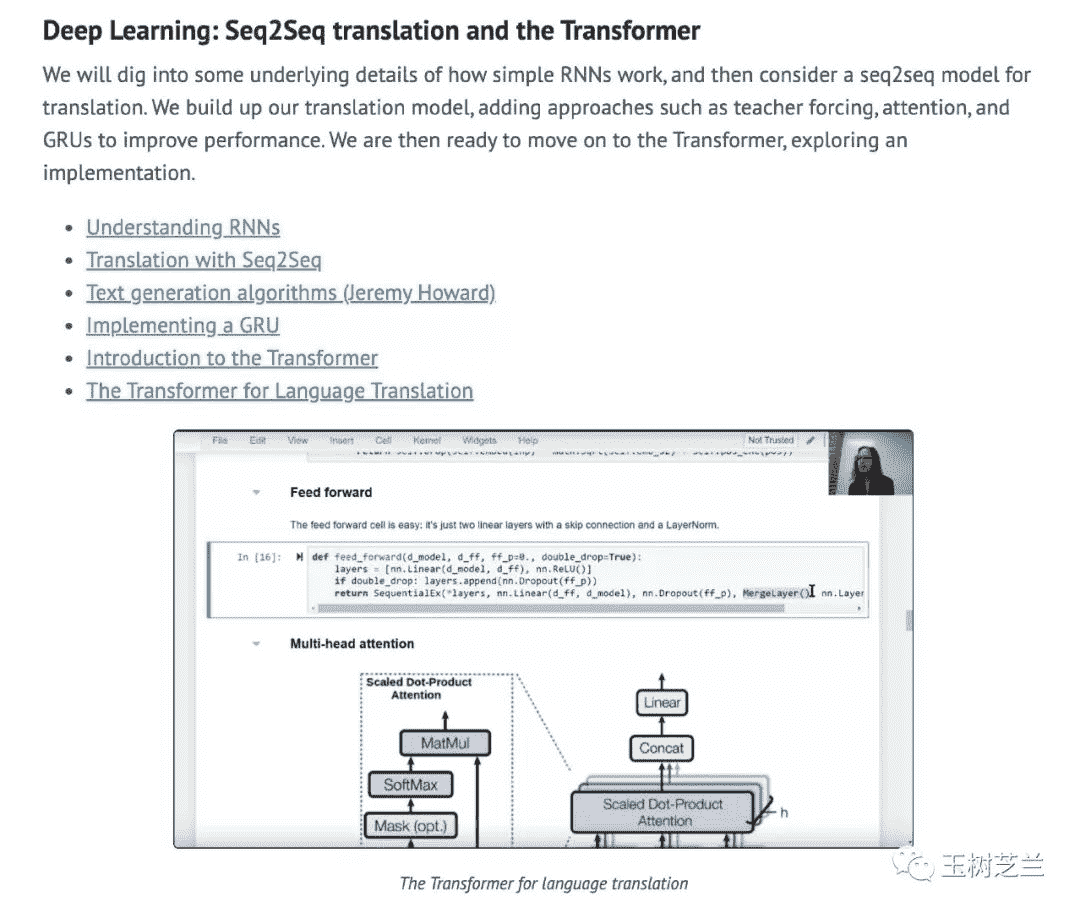 Deep Learning: Seq2Seq translation and the Transformer
We will dig into some underlying details of how simple RNNs work, and then consider a seq2seq model for
translation. We build up our translation model, adding approaches such as teacher forcing, attention, and
GRUs to improve performance. We are then ready to move on to the Transformer, exploring an
implementation.
• Understanding RNNs
• Translation with Seq2Seq
• Text generation algorithms (Jeremy Howard)
• Implementing a GRU
• Introduction to the Transformer
• The Transformer for Language Translation
File Edit View Insert Cell Kernel Widgets Help Not Trusted
Feed forward
The feed forward cell is easy: it's just two linear layers with a skip connection and a LayerNorm.
In [16]: def feed_forward(d_model, d_ff, ff_p=0., double_drop=True):
layers = [nn.Linear(d_model, d_ff), nn.ReLU()]
if double_drop: layers.append(nn.Dropout(ff_p))
return SequentialEx(*layers, nn.Linear(d_ff, d_model), nn.Dropout(ff_p), MergeLayer(), nn.Layer
Multi-head attention
Scaled Dot-Product
Attention
MatMul
SoftMax
Mask (opt.)
Linear
Concat
Scaled Dot-Product
Attention
h
The Transformer for language translation
玉树芝兰